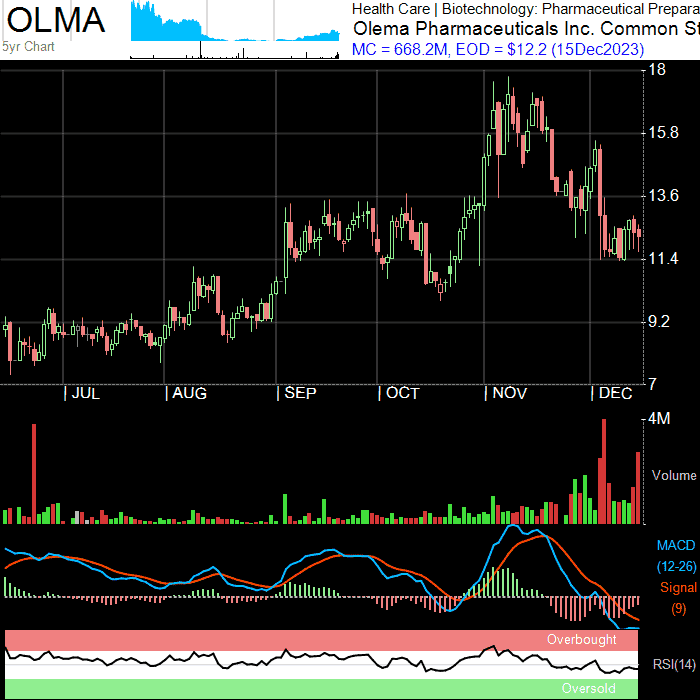 OLMA
5yr Chart
Health Care | Biotechnology: Pharmaceutical Prepara
Olema Pharmaceuticals Inc. Common St
MC = 668.2M, EOD = $12.2 (15Dec2023)
18
15.8
13.6
11.4
9.2
7
| JUL | AUG | SEP | OCT | NOV | DEC
4M
Volume
MACD
(12-26)
Signal
(9)
Overbought
RSI(14)
Oversold